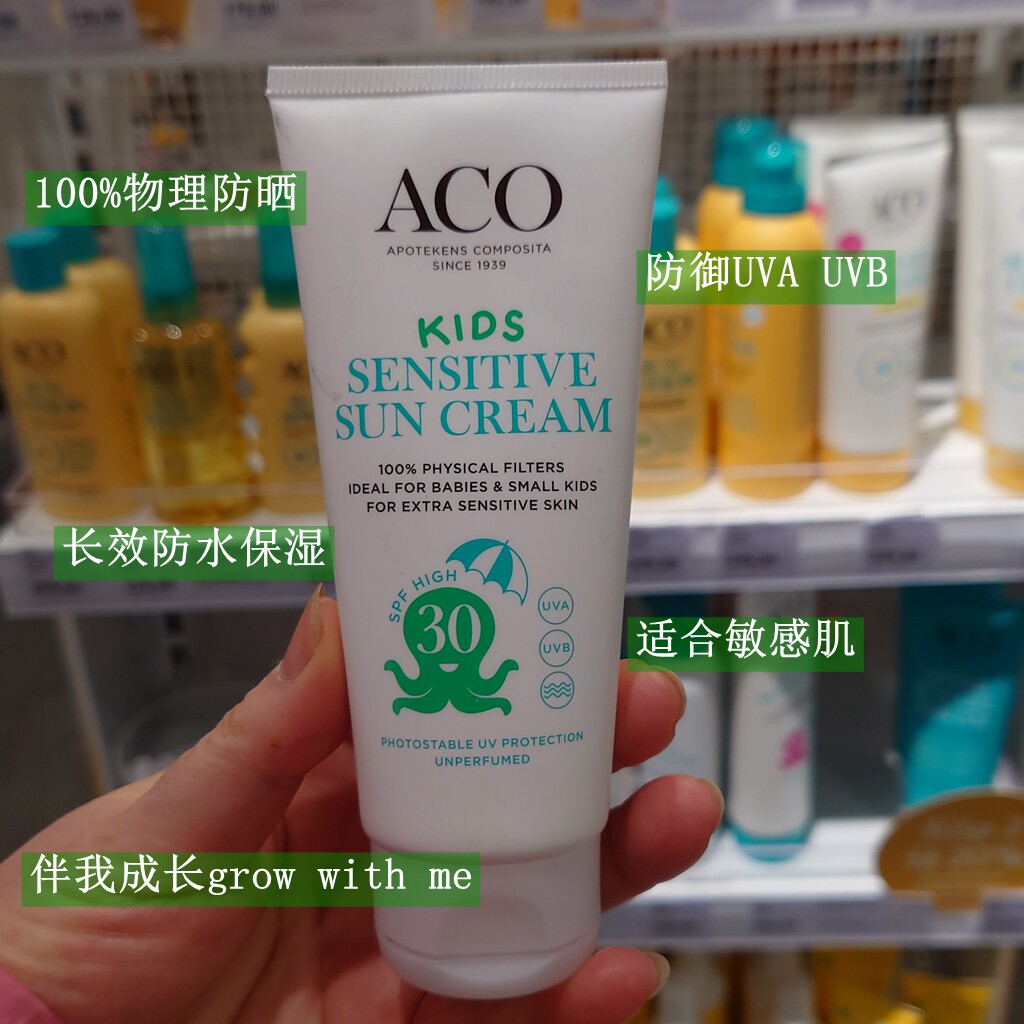 ACO
APOTEKENS COMPOSITA
SINCE 1939
100%物理防晒
防御UVA UVB
KIDS
SENSITIVE
SUN CREAM
100% PHYSICAL FILTERS
IDEAL FOR BABIES & SMALL KIDS
FOR EXTRA SENSITIVE SKIN
长效防水保湿
SPF HIGH
30
UVA
UVB
适合敏感肌
PHOTOSTABLE UV PROTECTION
UNPERFUMED
伴我成长grow with me
ACO
ACO
ACO